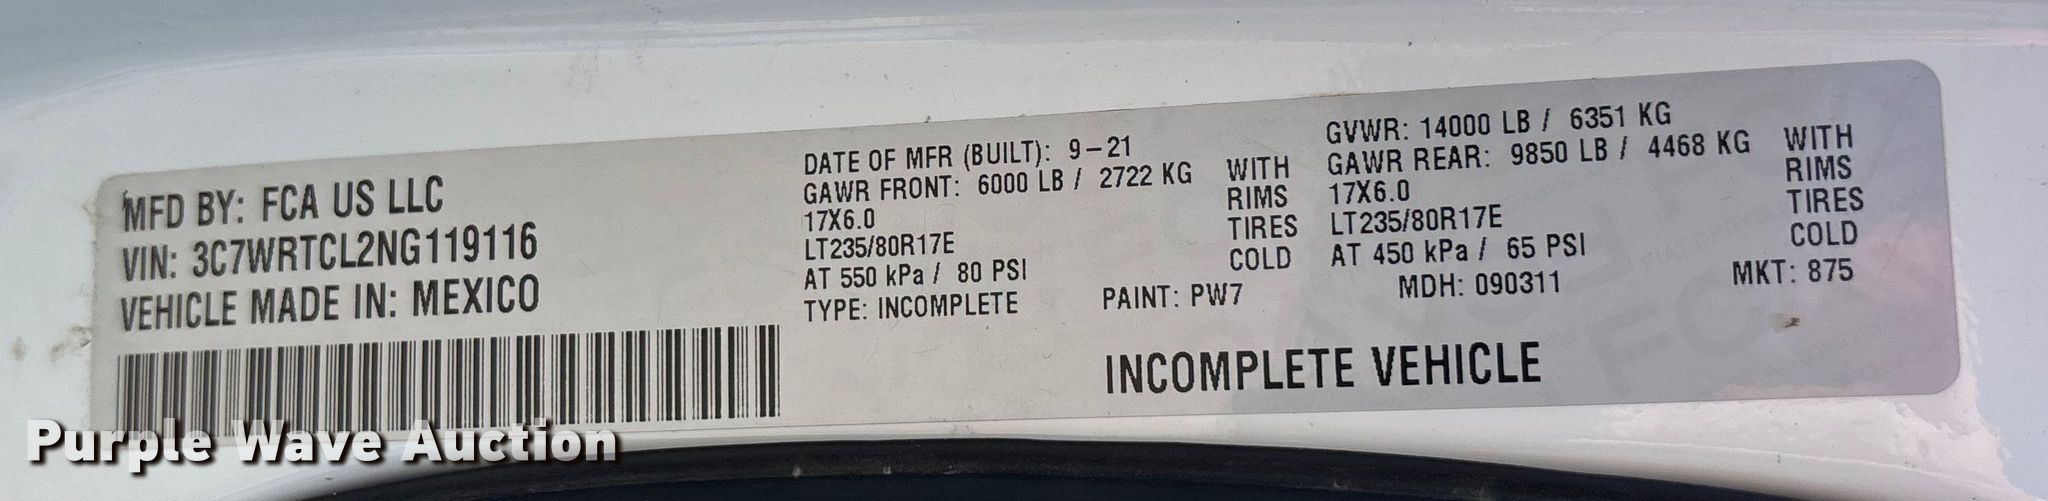 MFD BY: FCA US LLC
VIN: 3C7WRTCL2NG119116
VEHICLE MADE IN: MEXICO
DATE OF MFR (BUILT): 9-21
GAWR FRONT: 6000 LB / 2722 KG WITH
17X6.0 RIMS
LT235/80R17E TIRES
AT 550 kPa / 80 PSI COLD
TYPE: INCOMPLETE PAINT: PW7
GVWR: 14000 LB / 6351 KG
GAWR REAR: 9850 LB / 4468 KG WITH
17X6.0 RIMS
LT235/80R17E TIRES
AT 450 kPa / 65 PSI COLD
MDH: 090311 MKT: 875
INCOMPLETE VEHICLE
Purple Wave Auction